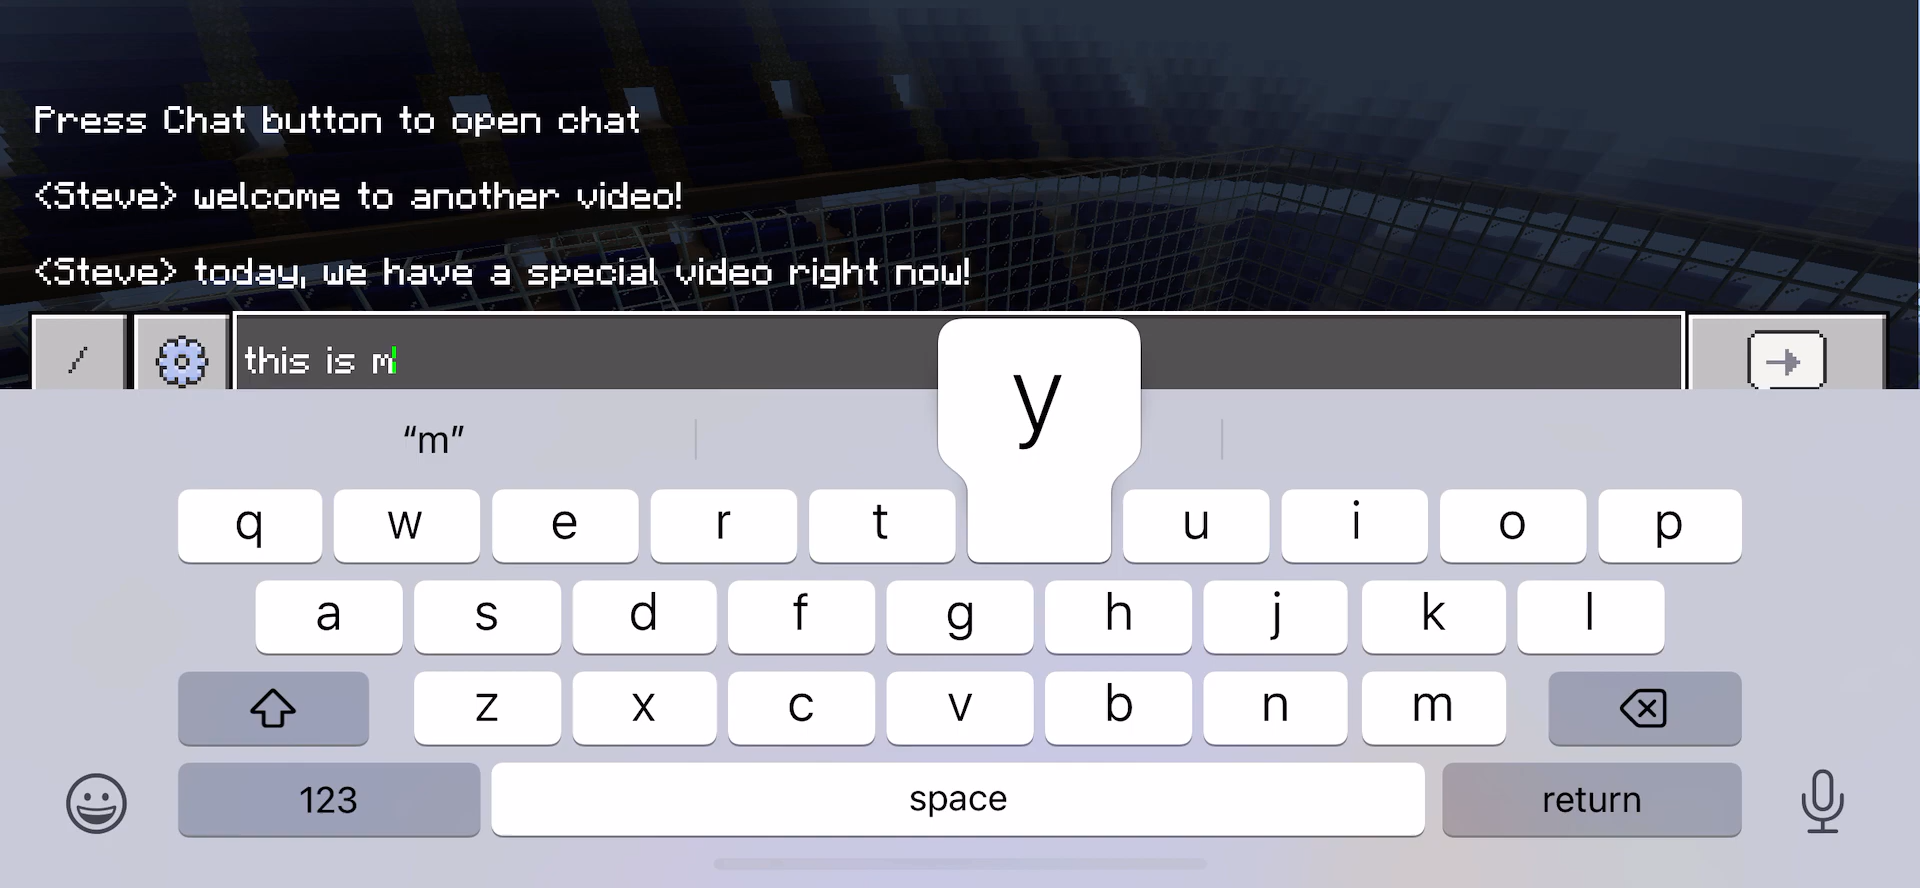 Press Chat button to open chat
<Steve> welcome to another video!
<Steve> today, we have a special video right now!
/ this is m
“m”
y
q w e r t u i o p
a s d f g h j k l
z x c v b n m
123 space return